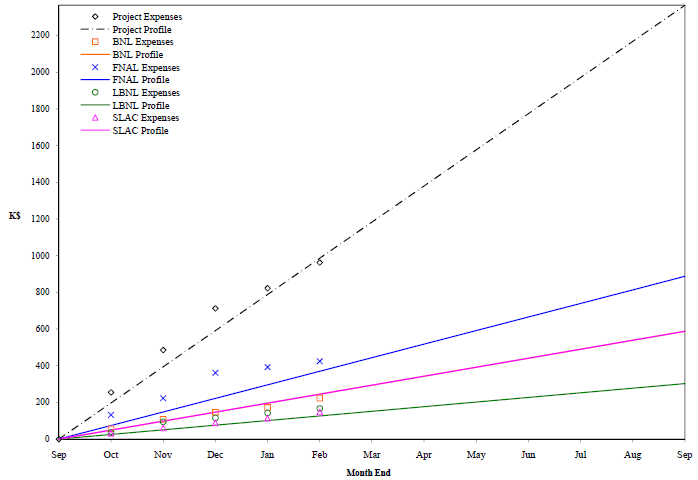 Project Expenses
Project Profile
BNL Expenses
BNL Profile
FNAL Expenses
FNAL Profile
LBNL Expenses
LBNL Profile
SLAC Expenses
SLAC Profile
2200
2000
1800
1600
1400
1200
K$
1000
800
600
400
200
0
Sep Oct Nov Dec Jan Feb Mar Apr May Jun Jul Aug Sep
Month End